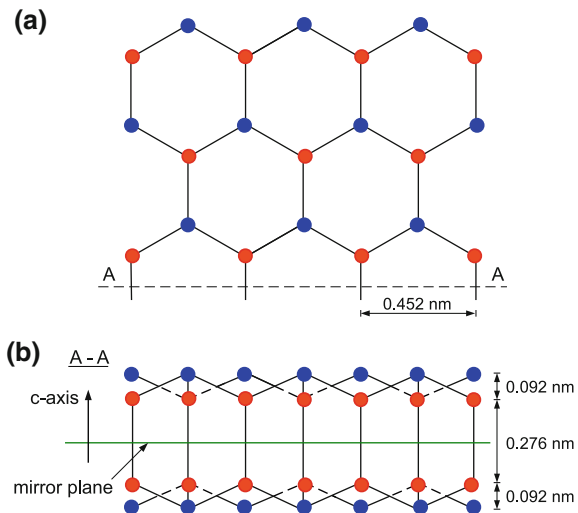 (a)
A
A
0.452 nm
(b)
A - A
c-axis
mirror plane
0.092 nm
0.276 nm
0.092 nm